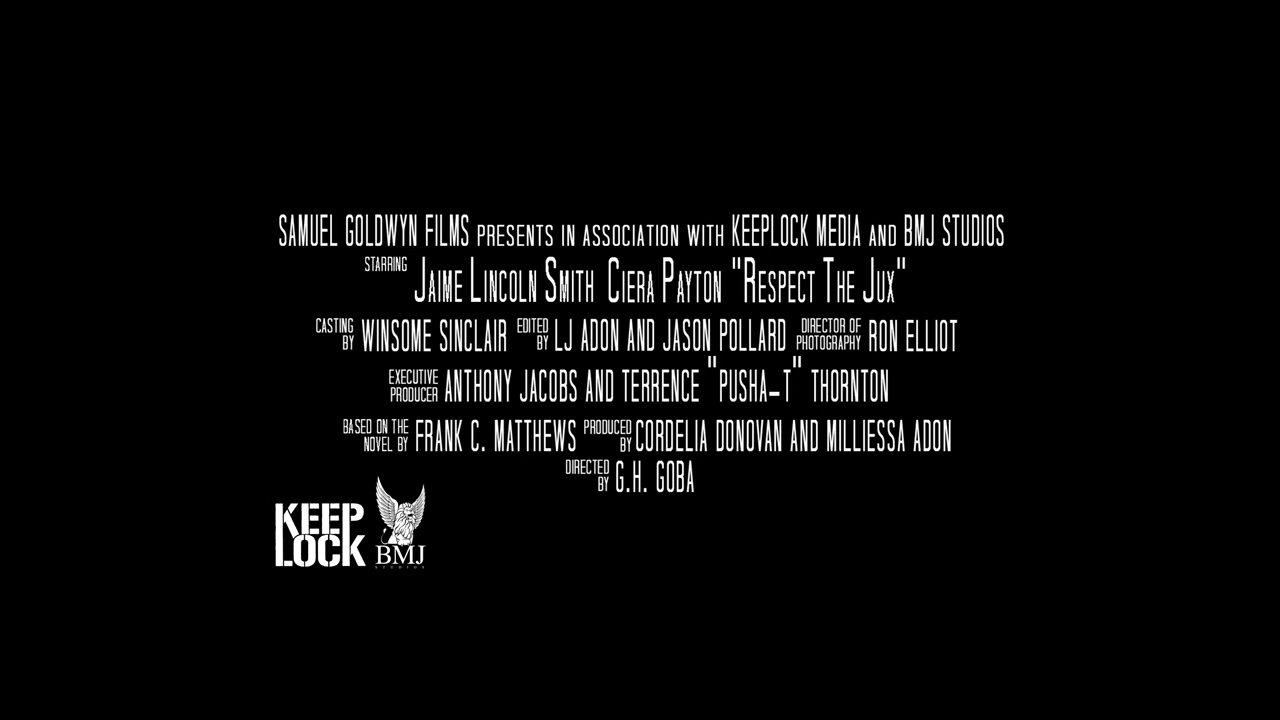 SAMUEL GOLDWYN FILMS PRESENTS IN ASSOCIATION WITH KEEPLOCK MEDIA AND BMJ STUDIOS
STARRING JAIME LINCOLN SMITH CIERA PAYTON "RESPECT THE JUX"
CASTING BY WINSOME SINCLAIR EDITED BY LJ ADON AND JASON POLLARD DIRECTOR OF PHOTOGRAPHY RON ELLIOT
EXECUTIVE PRODUCER ANTHONY JACOBS AND TERRENCE "PUSHA-T" THORNTON
BASED ON THE NOVEL BY FRANK C. MATTHEWS PRODUCED BY CORDELIA DONOVAN AND MILLIESSA ADON
DIRECTED BY G.H. GOBA
KEEP
LOCK
BMJ
STUDIOS